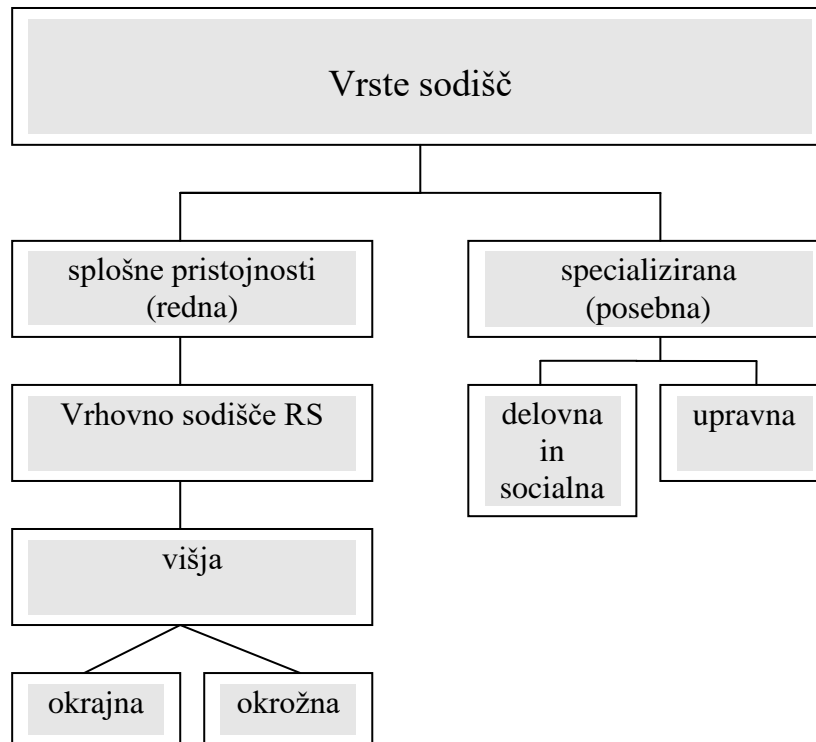 Vrste sodišč
splošne pristojnosti
(redna)
specializirana
(posebna)
Vrhovno sodišče RS
delovna
in
socialna
upravna
višja
okrajna
okrožna